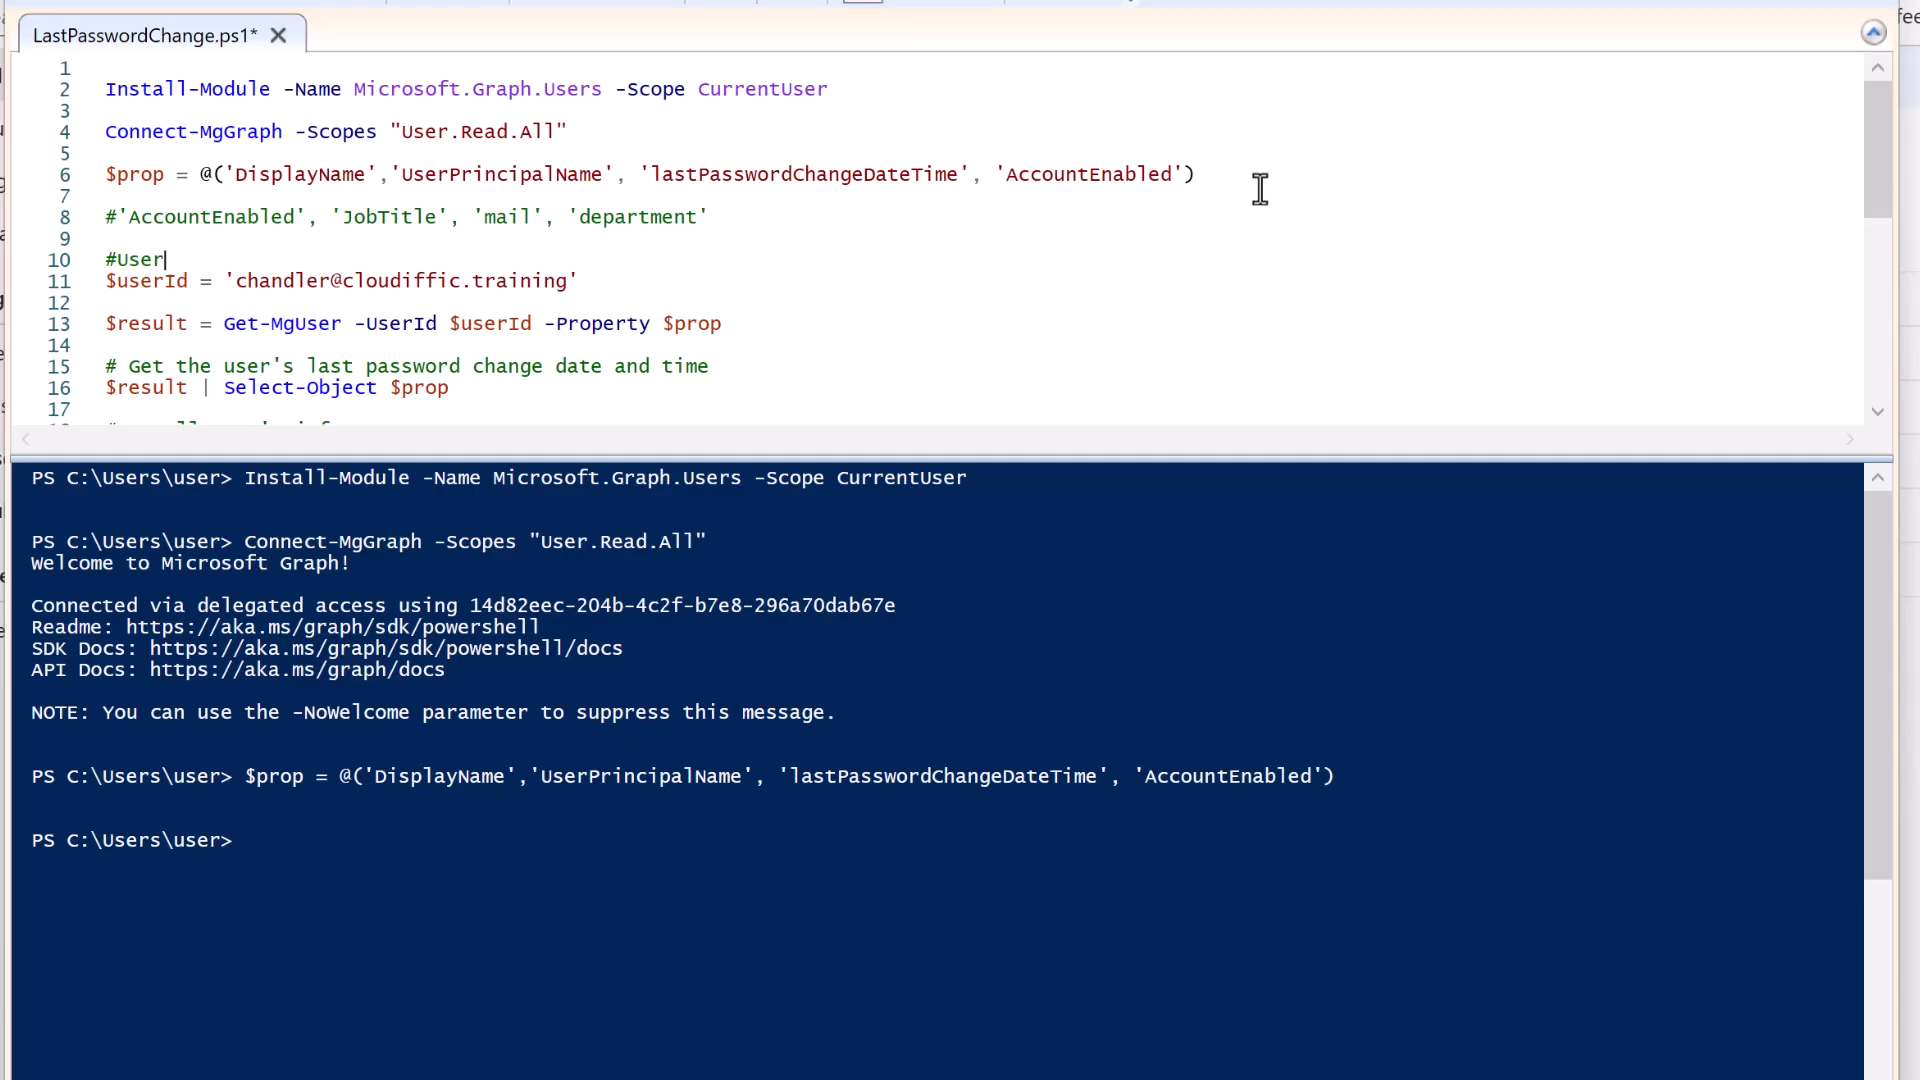 LastPasswordChange.ps1*
fee
1
2 Install-Module -Name Microsoft.Graph.Users -Scope CurrentUser
3
4 Connect-MgGraph -Scopes "User.Read.All"
5
6 $prop = @('DisplayName','UserPrincipalName', 'lastPasswordChangeDateTime', 'AccountEnabled')
7
8 #'AccountEnabled', 'JobTitle', 'mail', 'department'
9
10 #User
11 $userId = 'chandler@cloudiffic.training'
12
13 $result = Get-MgUser -UserId $userId -Property $prop
14
15 # Get the user's last password change date and time
16 $result | Select-Object $prop
17
PS C:\Users\user> Install-Module -Name Microsoft.Graph.Users -Scope CurrentUser
PS C:\Users\user> Connect-MgGraph -Scopes "User.Read.All"
Welcome to Microsoft Graph!
Connected via delegated access using 14d82eec-204b-4c2f-b7e8-296a70dab67e
Readme: https://aka.ms/graph/sdk/powershell
SDK Docs: https://aka.ms/graph/sdk/powershell/docs
API Docs: https://aka.ms/graph/docs
NOTE: You can use the -NoWelcome parameter to suppress this message.
PS C:\Users\user> $prop = @('DisplayName','UserPrincipalName', 'lastPasswordChangeDateTime', 'AccountEnabled')
PS C:\Users\user>